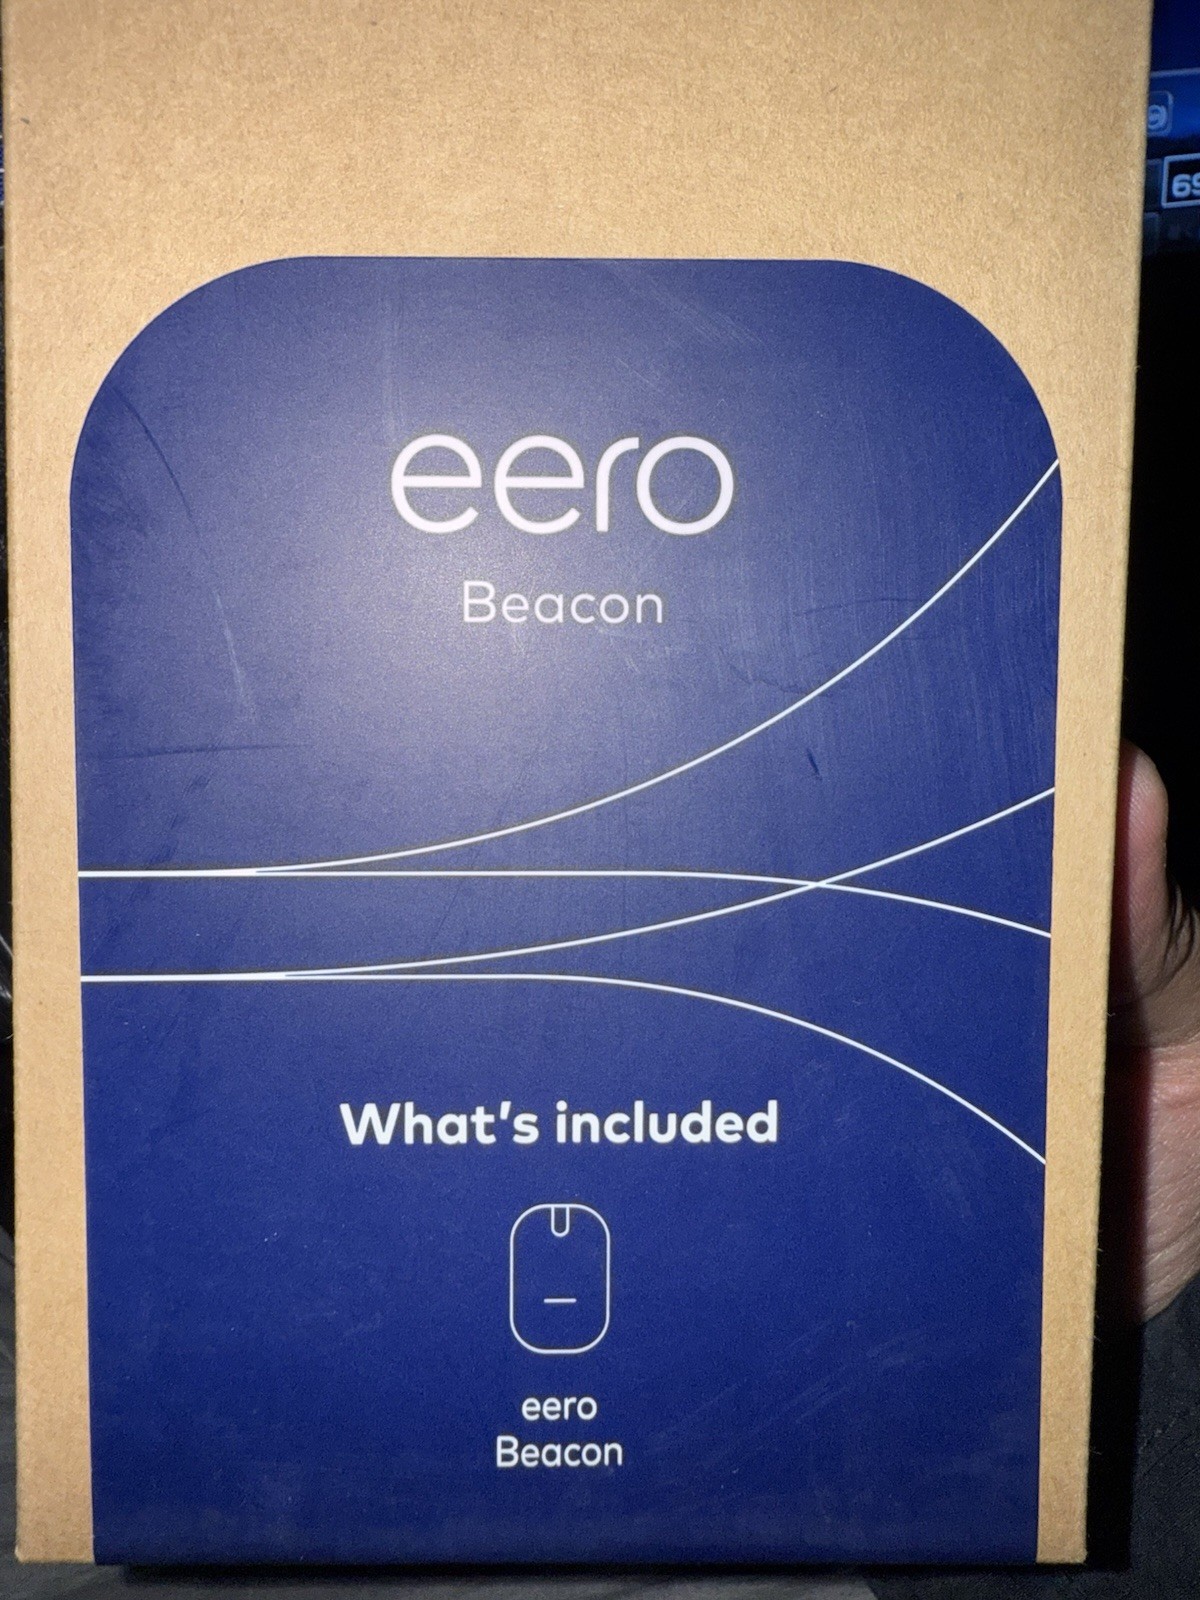 eero
Beacon
What's included
eero
Beacon